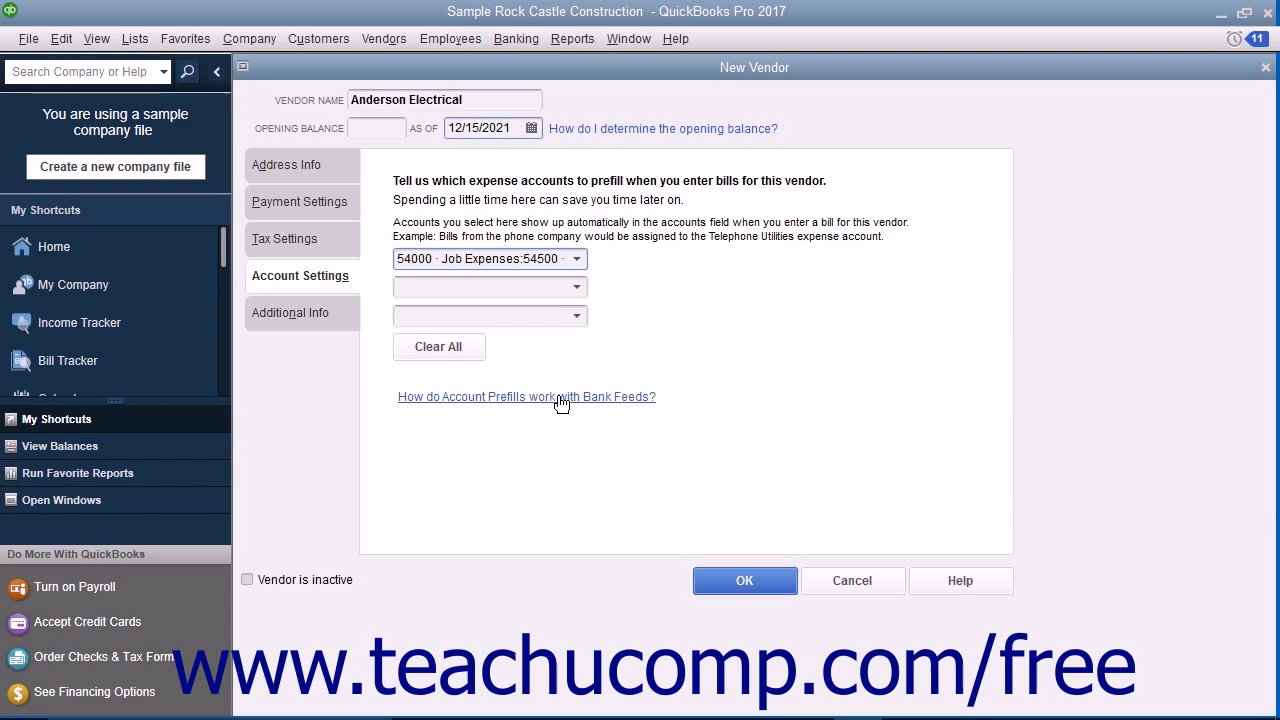 Sample Rock Castle Construction - QuickBooks Pro 2017
File Edit View Lists Favorites Company Customers Vendors Employees Banking Reports Window Help
11
Search Company or Help
You are using a sample
company file
Create a new company file
My Shortcuts
Home
My Company
Income Tracker
Bill Tracker
My Shortcuts
View Balances
Run Favorite Reports
Open Windows
Do More With QuickBooks
Turn on Payroll
Accept Credit Cards
Order Checks & Tax Form
See Financing Options
New Vendor
VENDOR NAME Anderson Electrical
OPENING BALANCE AS OF 12/15/2021 How do I determine the opening balance?
Address Info
Payment Settings
Tax Settings
Account Settings
Additional Info
Tell us which expense accounts to prefill when you enter bills for this vendor.
Spending a little time here can save you time later on.
Accounts you select here show up automatically in the accounts field when you enter a bill for this vendor.
Example: Bills from the phone company would be assigned to the Telephone Utilities expense account.
54000 · Job Expenses:54500 ·
Clear All
How do Account Prefills work with Bank Feeds?
Vendor is inactive
OK Cancel Help
www.teachucomp.com/free